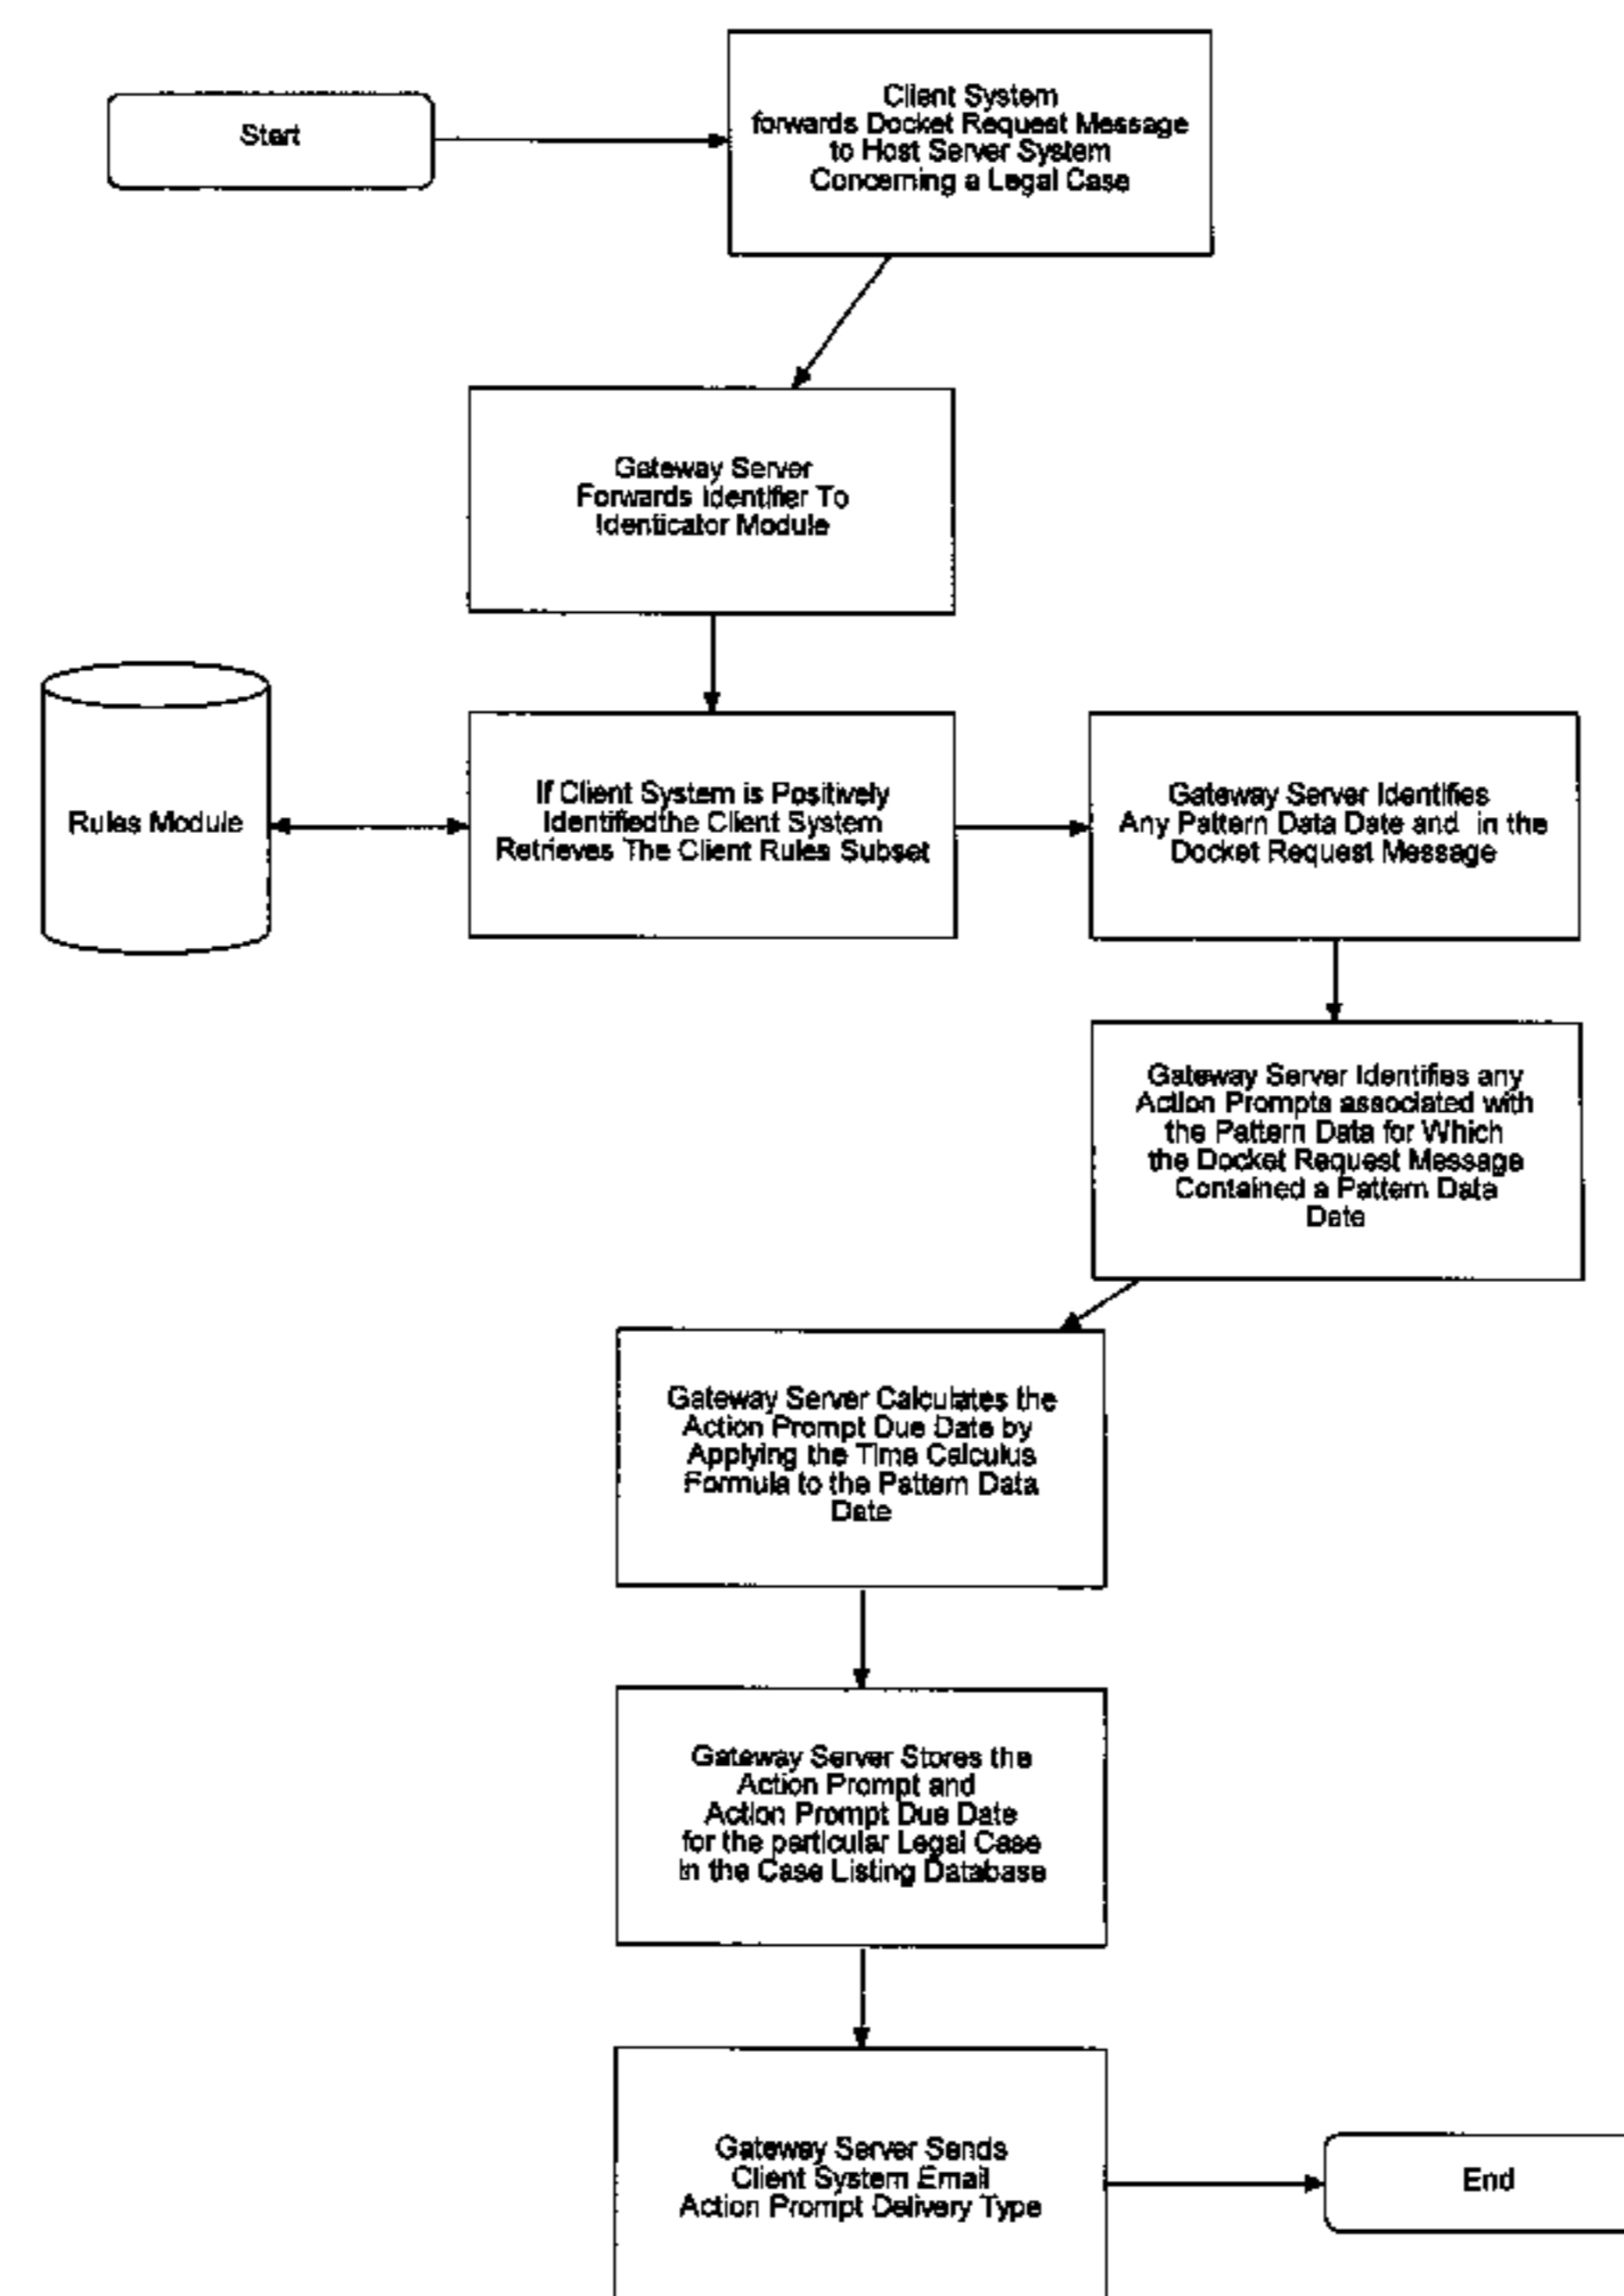 Start
Client System
forwards Docket Request Message
to Host Server System
Concerning a Legal Case
Gateway Server
Forwards Identifier To
Identicator Module
Rules Module
If Client System is Positively
Identifiedthe Client System
Retrieves The Client Rules Subset
Gateway Server Identifies
Any Pattern Data Date and in the
Docket Request Message
Gateway Server Identifies any
Action Prompts associated with
the Pattern Data for Which
the Docket Request Message
Contained a Pattern Data
Date
Gateway Server Calculates the
Action Prompt Due Date by
Applying the Time Calculus
Formula to the Pattern Data
Date
Gateway Server Stores the
Action Prompt and
Action Prompt Due Date
for the particular Legal Case
in the Case Listing Database
Gateway Server Sends
Client System Email
Action Prompt Delivery Type
End